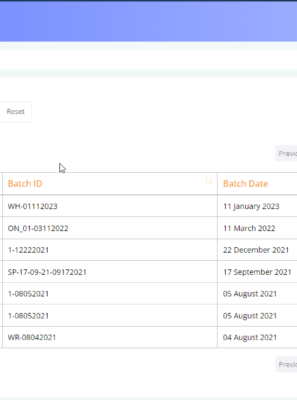 Reset
Previo
Batch ID Batch Date
WH-01112023 11 January 2023
ON_01-03112022 11 March 2022
1-12222021 22 December 2021
SP-17-09-21-09172021 17 September 2021
1-08052021 05 August 2021
1-08052021 05 August 2021
WR-08042021 04 August 2021
Previo